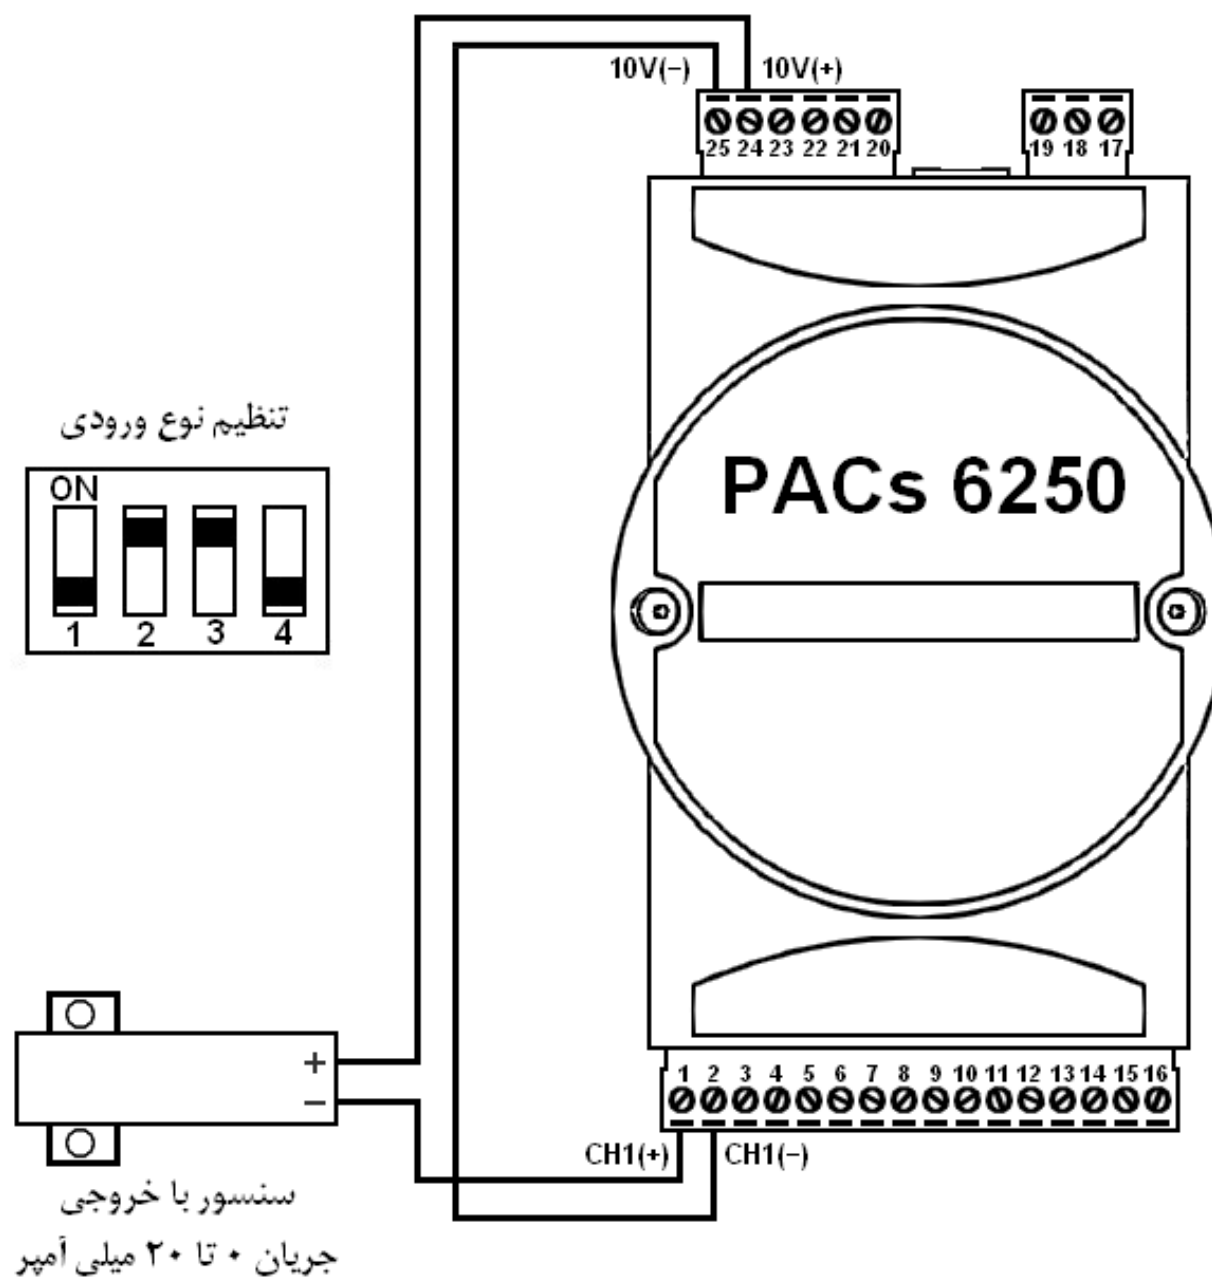 10V(−) 10V(+)
25 24 23 22 21 20 19 18 17
تنظیم نوع ورودی
ON
1 2 3 4
PACs 6250
+
−
1 2 3 4 5 6 7 8 9 10 11 12 13 14 15 16
CH1(+) CH1(−)
سنسور با خروجی
جریان ۰ تا ۲۰ میلی آمپر